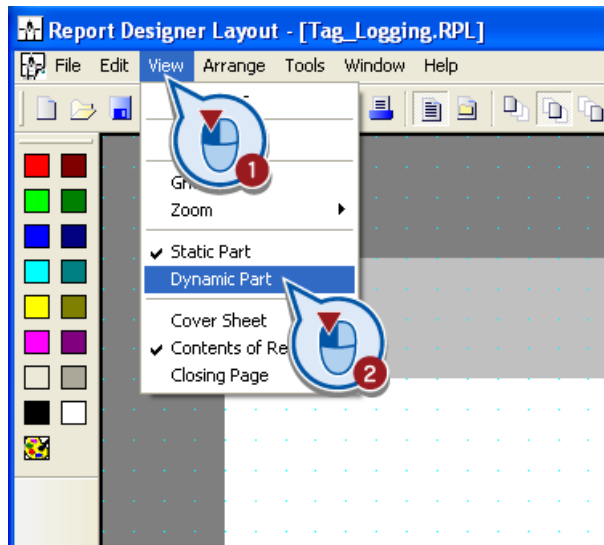 Report Designer Layout - [Tag_Logging.RPL]
File Edit View Arrange Tools Window Help
1
Zoom
Static Part
Dynamic Part
Cover Sheet
Contents of Re
Closing Page
2